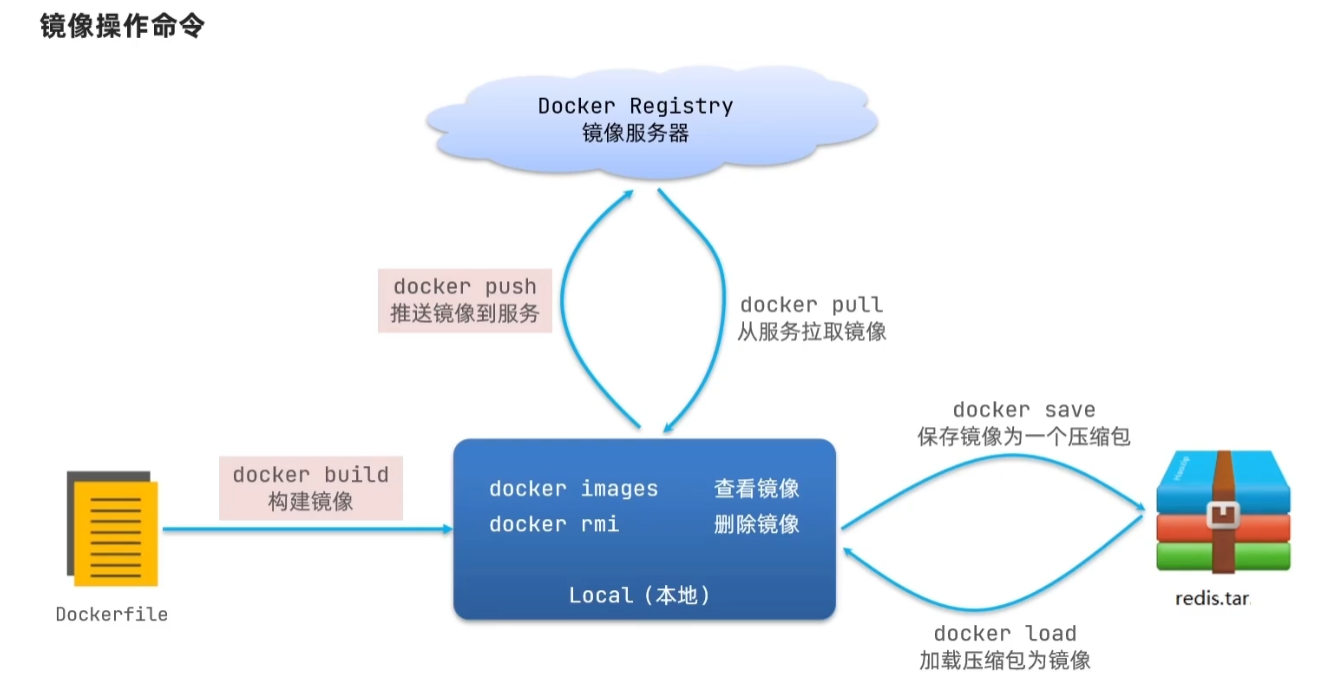 镜像操作命令
Docker Registry
镜像服务器
docker push
推送镜像到服务
docker pull
从服务拉取镜像
docker save
保存镜像为一个压缩包
docker build
构建镜像
docker images 查看镜像
docker rmi 删除镜像
Local（本地）
Dockerfile
redis.tar
docker load
加载压缩包为镜像